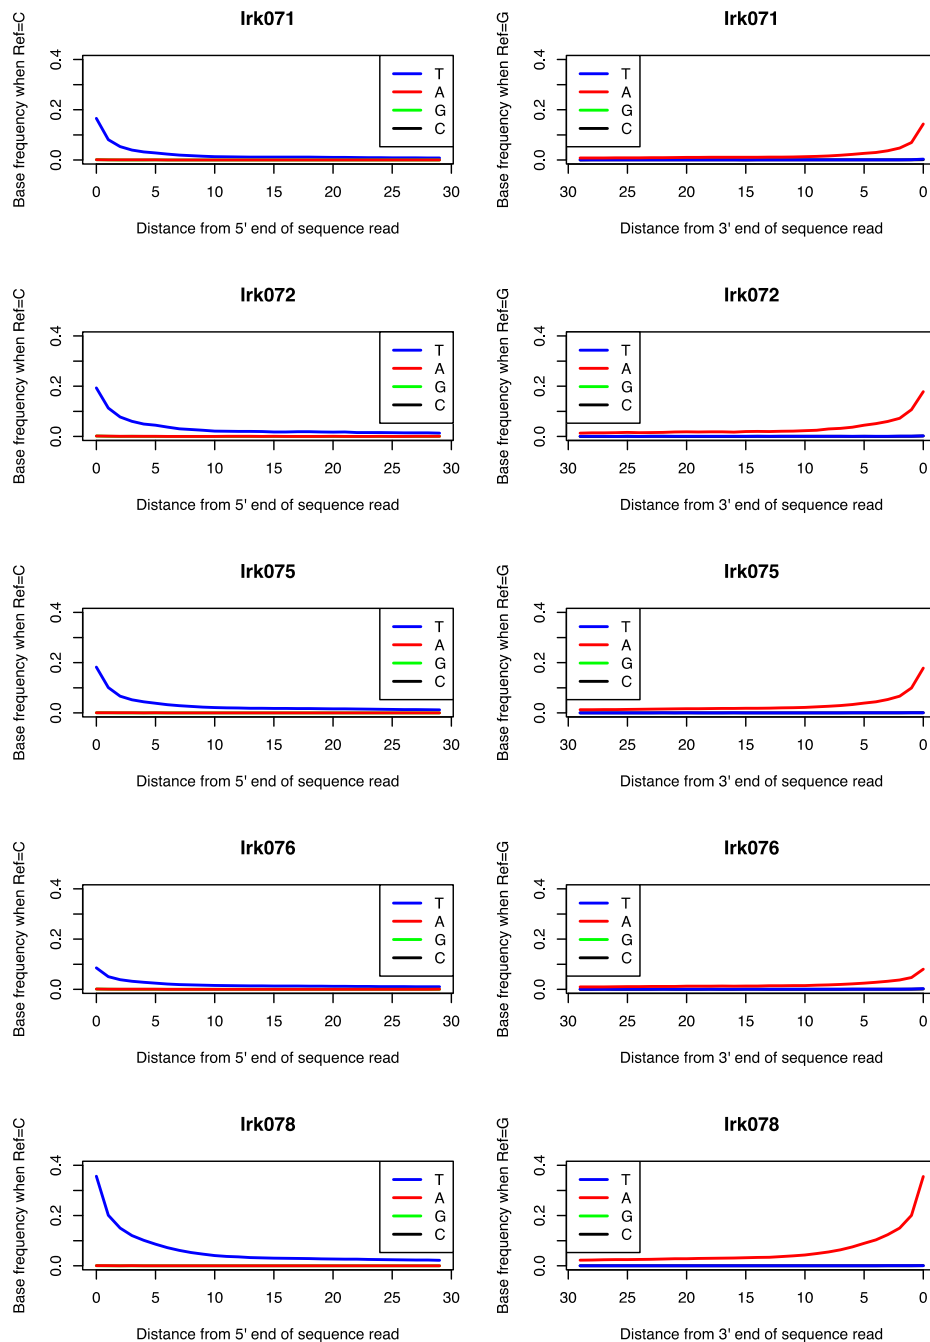 Irk071
Base frequency when Ref=C
0.0 0.2 0.4
T
A
G
C
0 5 10 15 20 25 30
Distance from 5' end of sequence read
Irk071
Base frequency when Ref=G
0.0 0.2 0.4
T
A
G
C
30 25 20 15 10 5 0
Distance from 3' end of sequence read
Irk072
Base frequency when Ref=C
0.0 0.2 0.4
T
A
G
C
0 5 10 15 20 25 30
Distance from 5' end of sequence read
Irk072
Base frequency when Ref=G
0.0 0.2 0.4
T
A
G
C
30 25 20 15 10 5 0
Distance from 3' end of sequence read
Irk075
Base frequency when Ref=C
0.0 0.2 0.4
T
A
G
C
0 5 10 15 20 25 30
Distance from 5' end of sequence read
Irk075
Base frequency when Ref=G
0.0 0.2 0.4
T
A
G
C
30 25 20 15 10 5 0
Distance from 3' end of sequence read
Irk076
Base frequency when Ref=C
0.0 0.2 0.4
T
A
G
C
0 5 10 15 20 25 30
Distance from 5' end of sequence read
Irk076
Base frequency when Ref=G
0.0 0.2 0.4
T
A
G
C
30 25 20 15 10 5 0
Distance from 3' end of sequence read
Irk078
Base frequency when Ref=C
0.0 0.2 0.4
T
A
G
C
0 5 10 15 20 25 30
Distance from 5' end of sequence read
Irk078
Base frequency when Ref=G
0.0 0.2 0.4
T
A
G
C
30 25 20 15 10 5 0
Distance from 3' end of sequence read